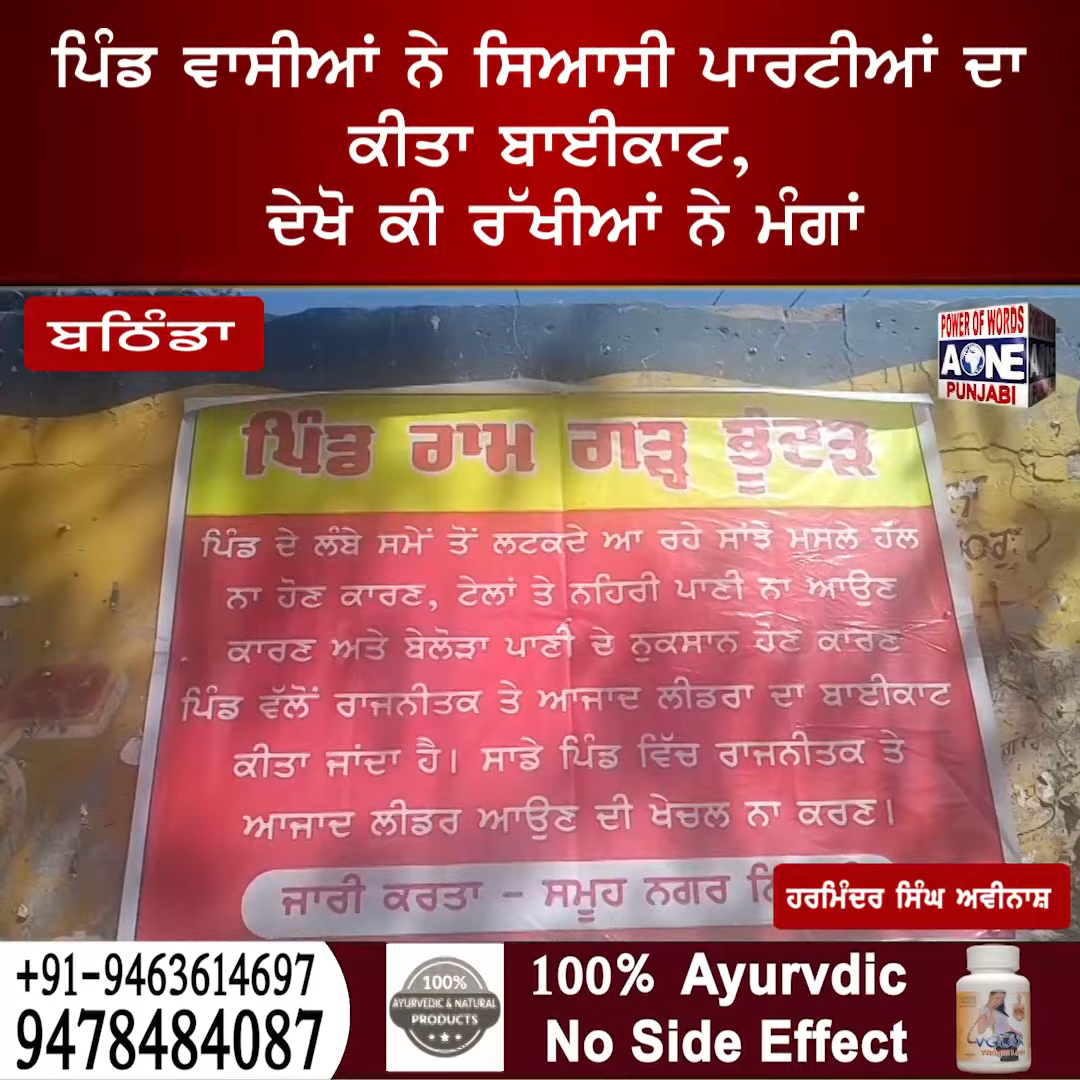 ਪਿੰਡ ਵਾਸੀਆਂ ਨੇ ਸਿਆਸੀ ਪਾਰਟੀਆਂ ਦਾ
ਕੀਤਾ ਬਾਈਕਾਟ,
ਦੇਖੋ ਕੀ ਰੱਖੀਆਂ ਨੇ ਮੰਗਾਂ
ਬਠਿੰਡਾ
POWER OF WORDS
AONE
PUNJABI
ਪਿੰਡ ਰਾਮ ਗੜ੍ਹ ਭੂੰਦੜ
ਪਿੰਡ ਦੇ ਲੰਬੇ ਸਮੇਂ ਤੋਂ ਲਟਕਦੇ ਆ ਰਹੇ ਸਾਂਝੇ ਮਸਲੇ ਹੱਲ
ਨਾ ਹੋਣ ਕਾਰਣ, ਟੇਲਾਂ ਤੇ ਨਹਿਰੀ ਪਾਣੀ ਨਾ ਆਉਣ
ਕਾਰਣ ਅਤੇ ਬੇਲੋੜਾ ਪਾਣੀ ਦੇ ਨੁਕਸਾਨ ਹੋਣ ਕਾਰਣ
ਪਿੰਡ ਵੱਲੋਂ ਰਾਜਨੀਤਕ ਤੇ ਆਜਾਦ ਲੀਡਰਾ ਦਾ ਬਾਈਕਾਟ
ਕੀਤਾ ਜਾਂਦਾ ਹੈ। ਸਾਡੇ ਪਿੰਡ ਵਿੱਚ ਰਾਜਨੀਤਕ ਤੇ
ਆਜਾਦ ਲੀਡਰ ਆਉਣ ਦੀ ਖੇਚਲ ਨਾ ਕਰਣ।
ਜਾਰੀ ਕਰਤਾ - ਸਮੂਹ ਨਗਰ
ਹਰਮਿੰਦਰ ਸਿੰਘ ਅਵੀਨਾਸ਼
+91-9463614697
9478484087
100%
AYURVEDIC & NATURAL
PRODUCTS
100% Ayurvdic
No Side Effect